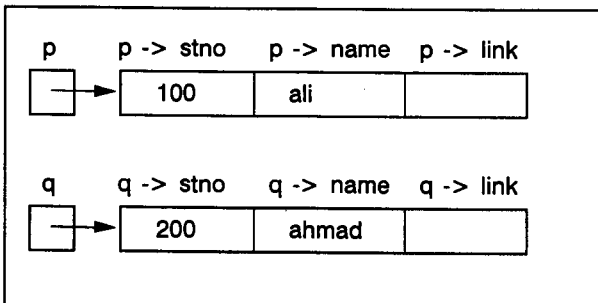 p p -> stno p -> name p -> link
100 ali
q q -> stno q -> name q -> link
200 ahmad